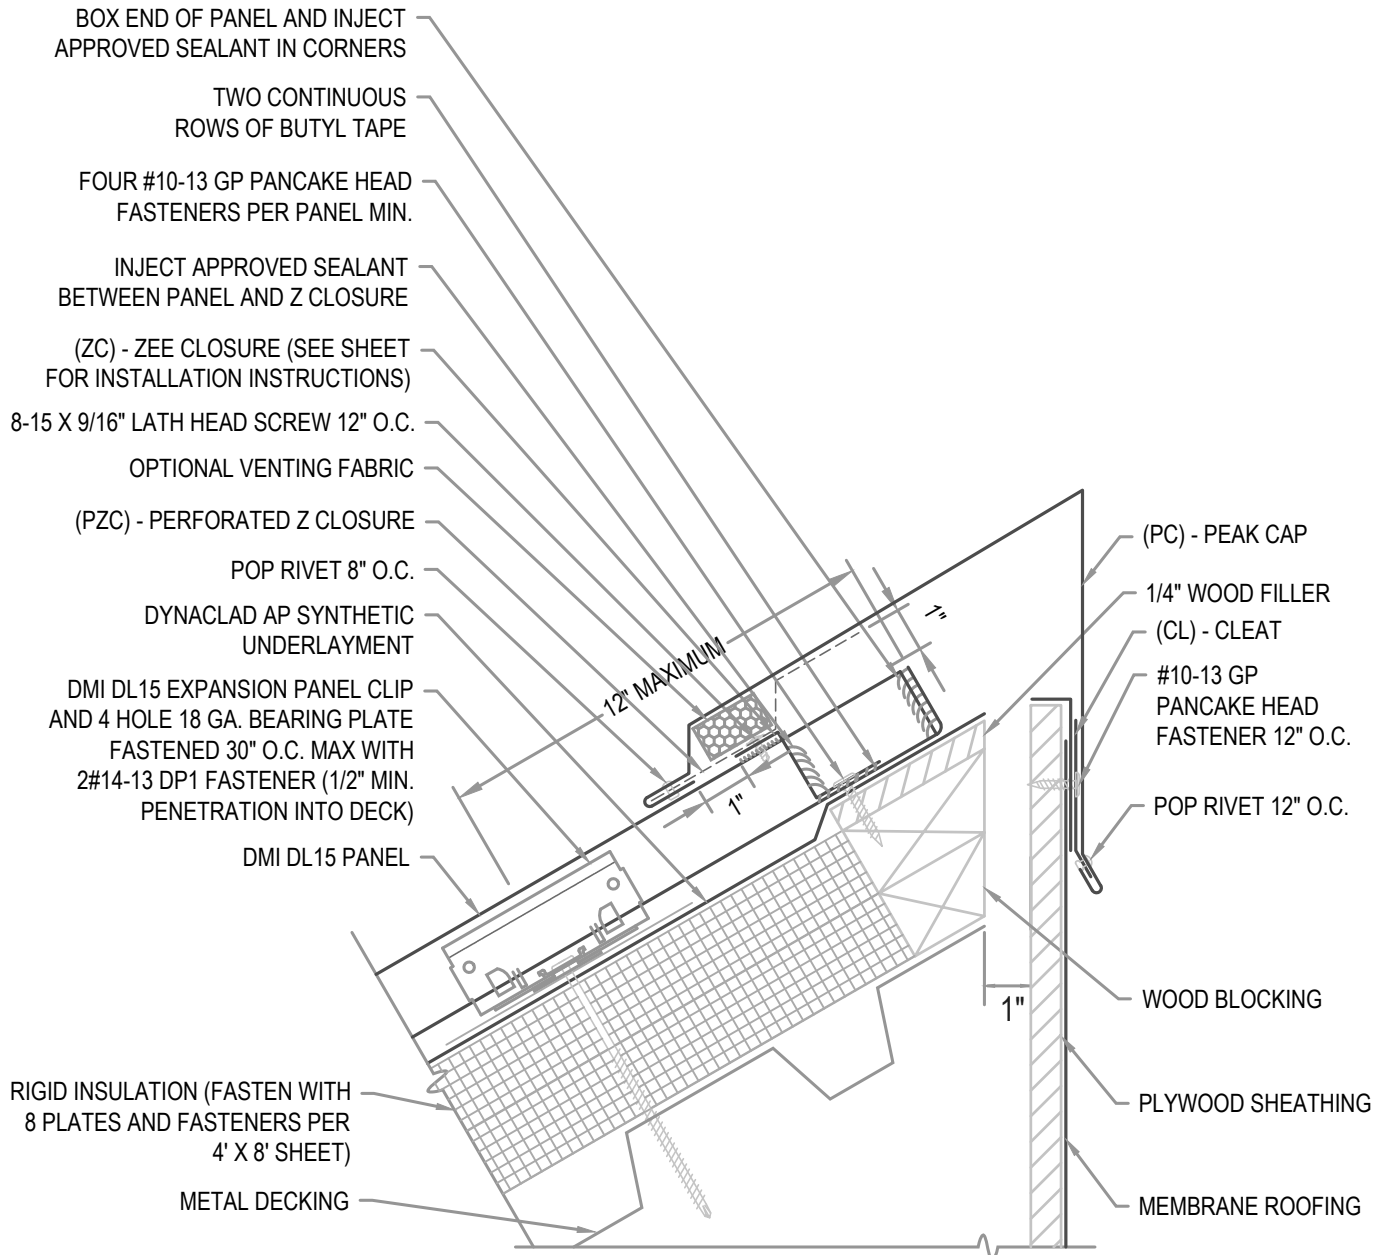 BOX END OF PANEL AND INJECT
APPROVED SEALANT IN CORNERS
TWO CONTINUOUS
ROWS OF BUTYL TAPE
FOUR #10-13 GP PANCAKE HEAD
FASTENERS PER PANEL MIN.
INJECT APPROVED SEALANT
BETWEEN PANEL AND Z CLOSURE
(ZC) - ZEE CLOSURE (SEE SHEET
FOR INSTALLATION INSTRUCTIONS)
8-15 X 9/16" LATH HEAD SCREW 12" O.C.
OPTIONAL VENTING FABRIC
(PZC) - PERFORATED Z CLOSURE
POP RIVET 8" O.C.
DYNACLAD AP SYNTHETIC
UNDERLAYMENT
DMI DL15 EXPANSION PANEL CLIP
AND 4 HOLE 18 GA. BEARING PLATE
FASTENED 30" O.C. MAX WITH
2#14-13 DP1 FASTENER (1/2" MIN.
PENETRATION INTO DECK)
DMI DL15 PANEL
RIGID INSULATION (FASTEN WITH
8 PLATES AND FASTENERS PER
4' X 8' SHEET)
METAL DECKING
12" MAXIMUM
1"
1"
1"
(PC) - PEAK CAP
1/4" WOOD FILLER
(CL) - CLEAT
#10-13 GP
PANCAKE HEAD
FASTENER 12" O.C.
POP RIVET 12" O.C.
WOOD BLOCKING
PLYWOOD SHEATHING
MEMBRANE ROOFING